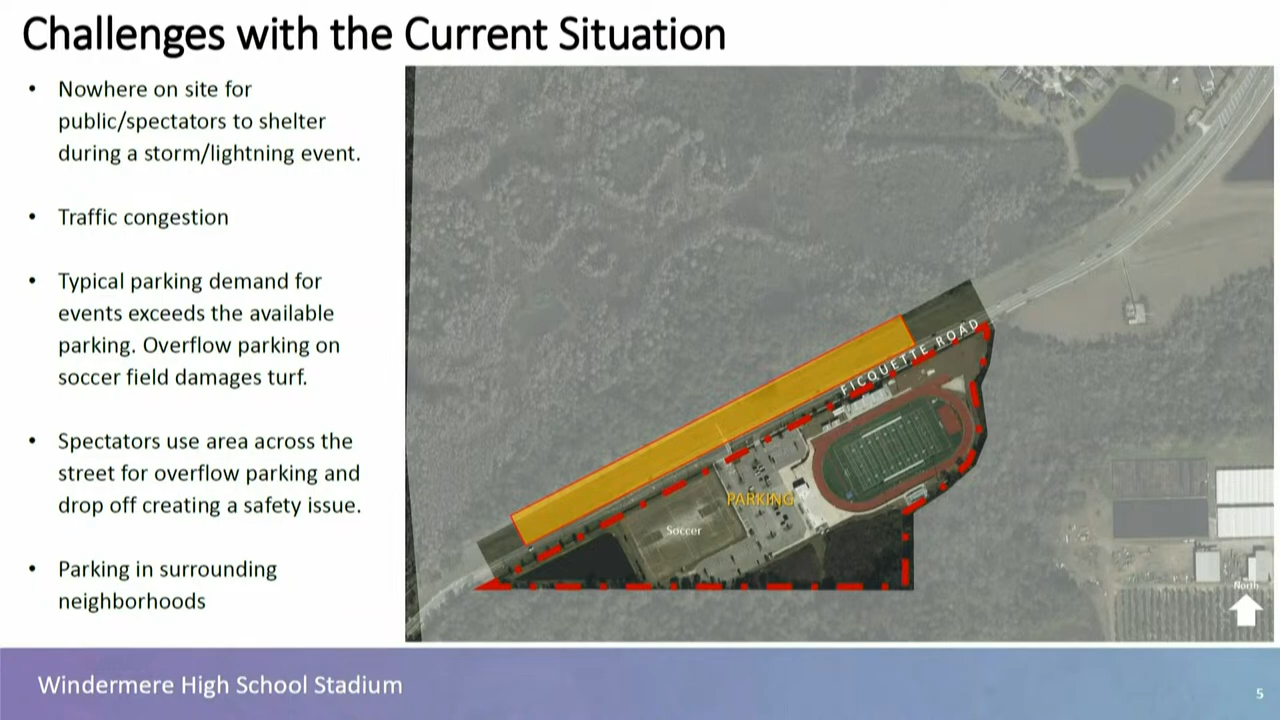 Challenges with the Current Situation
• Nowhere on site for
public/spectators to shelter
during a storm/lightning event.
• Traffic congestion
• Typical parking demand for
events exceeds the available
parking. Overflow parking on
soccer field damages turf.
• Spectators use area across the
street for overflow parking and
drop off creating a safety issue.
• Parking in surrounding
neighborhoods
FICQUETTE ROAD
PARKING
Soccer
North
Windermere High School Stadium
5